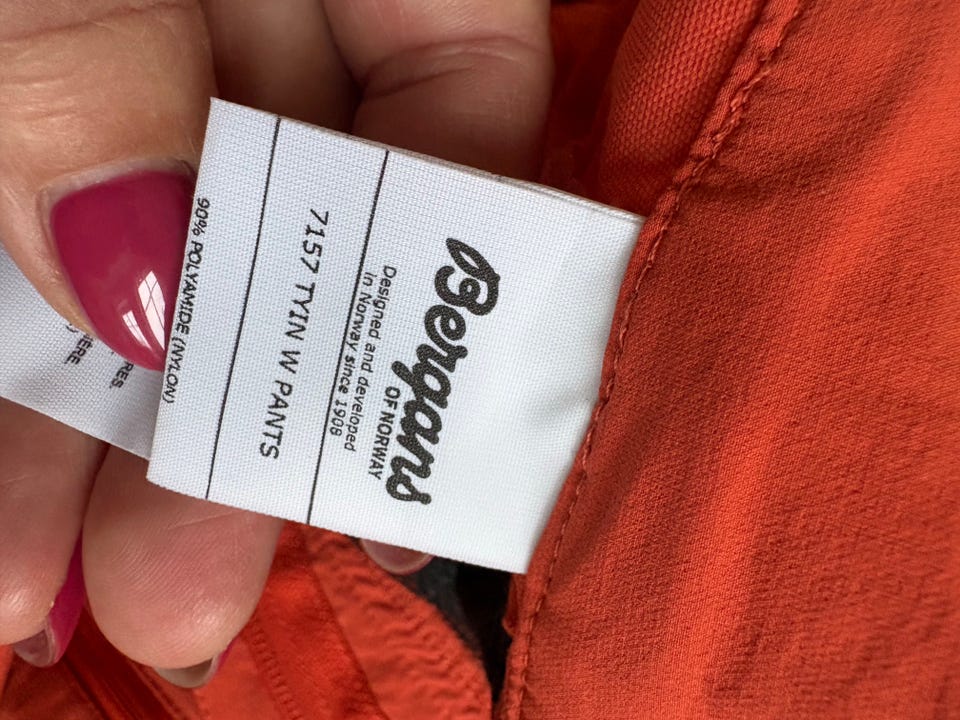 Bergans
OF NORWAY
Designed and developed
in Norway since 1908
7157 TYIN W PANTS
90% POLYAMIDE (NYLON)